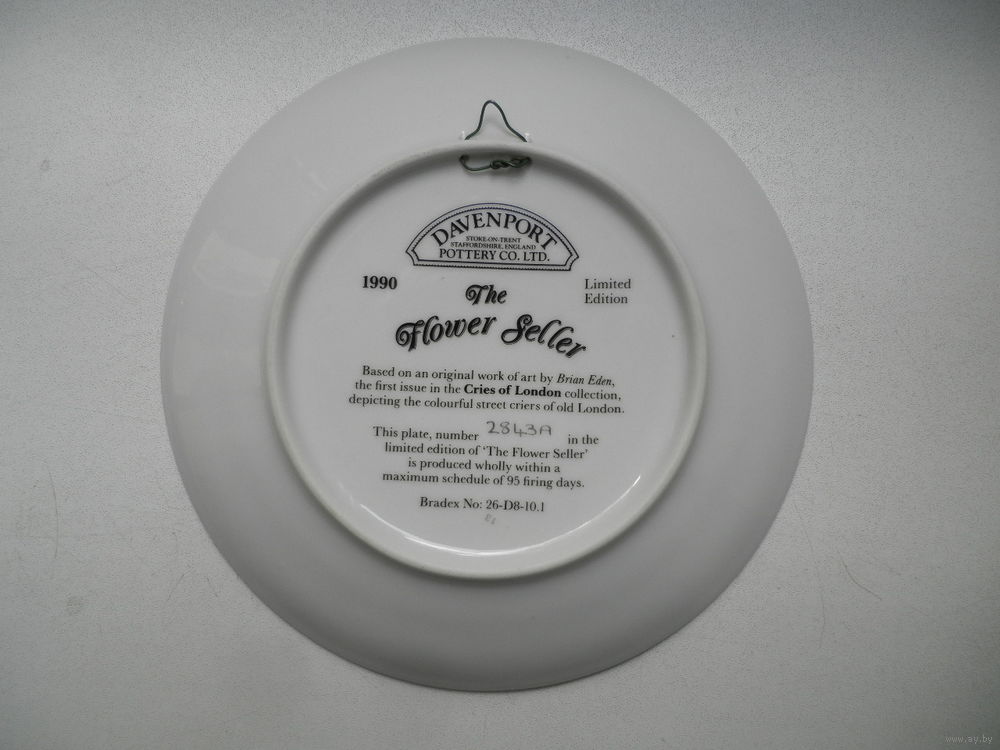 DAVENPORT
STOKE-ON-TRENT
STAFFORDSHIRE, ENGLAND
POTTERY CO. LTD.
1990
Limited
Edition
The
Flower Seller
Based on an original work of art by Brian Eden,
the first issue in the Cries of London collection,
depicting the colourful street criers of old London.
This plate, number 2843A in the
limited edition of ‘The Flower Seller’
is produced wholly within a
maximum schedule of 95 firing days.
Bradex No: 26-D8-10.1
www.ay.by